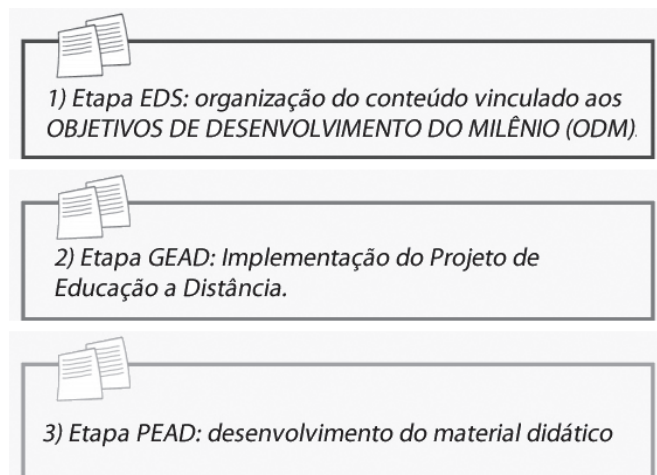 1) Etapa EDS: organização do conteúdo vinculado aos
OBJETIVOS DE DESENVOLVIMENTO DO MILÊNIO (ODM).
2) Etapa GEAD: Implementação do Projeto de
Educação a Distância.
3) Etapa PEAD: desenvolvimento do material didático